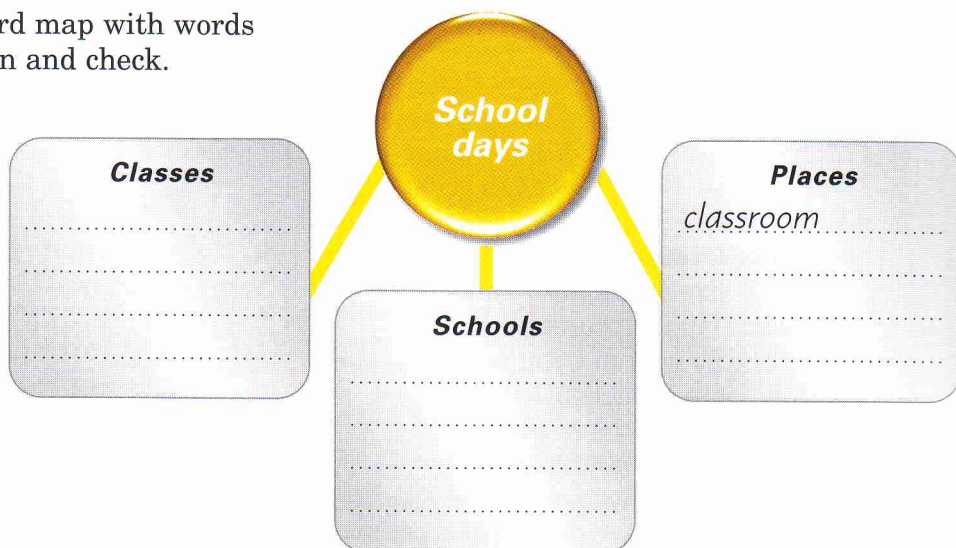 rd map with words
n and check.
School
days
Classes
Places
classroom
Schools